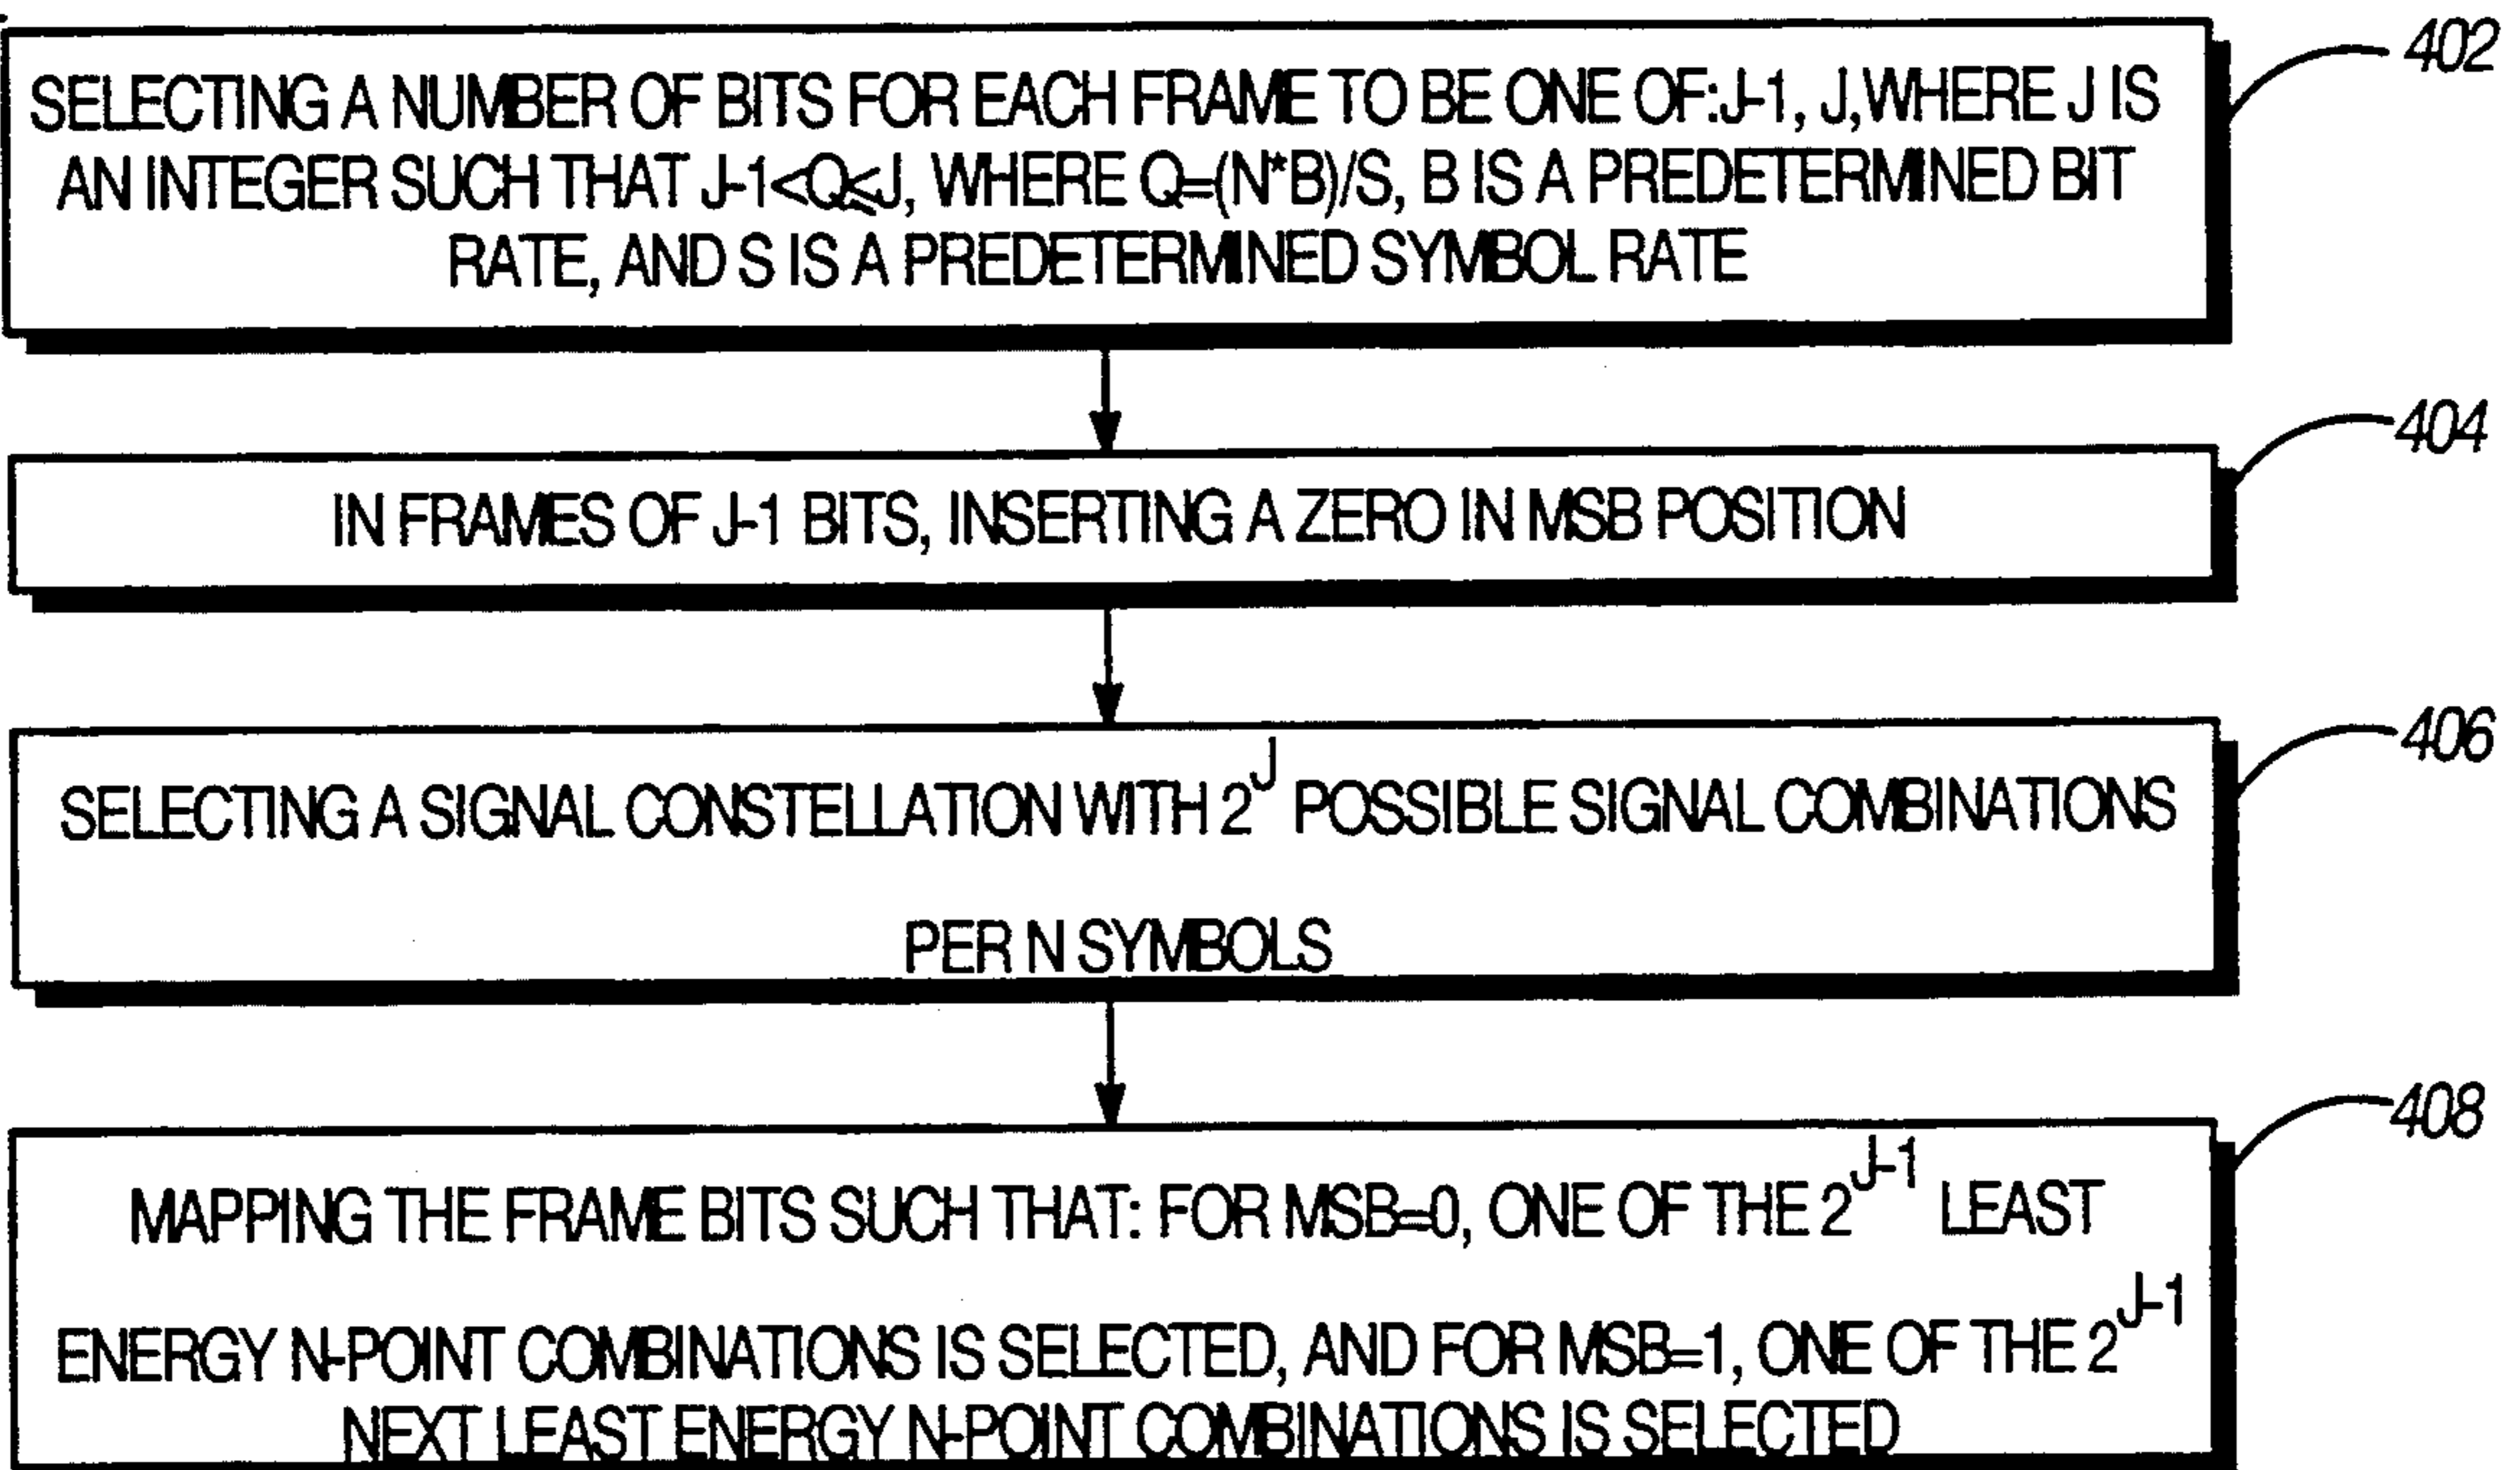 402
SELECTING A NUMBER OF BITS FOR EACH FRAME TO BE ONE OF:J-1, J,WHERE J IS
AN INTEGER SUCH THAT J-1<Q≤J, WHERE Q=(N*B)/S, B IS A PREDETERMINED BIT
RATE, AND S IS A PREDETERMINED SYMBOL RATE
404
IN FRAMES OF J-1 BITS, INSERTING A ZERO IN MSB POSITION
406
SELECTING A SIGNAL CONSTELLATION WITH 2^J POSSIBLE SIGNAL COMBINATIONS
PER N SYMBOLS
408
MAPPING THE FRAME BITS SUCH THAT: FOR MSB=0, ONE OF THE 2^J-1 LEAST
ENERGY N-POINT COMBINATIONS IS SELECTED, AND FOR MSB=1, ONE OF THE 2^J-1
NEXT LEAST ENERGY N-POINT COMBINATIONS IS SELECTED